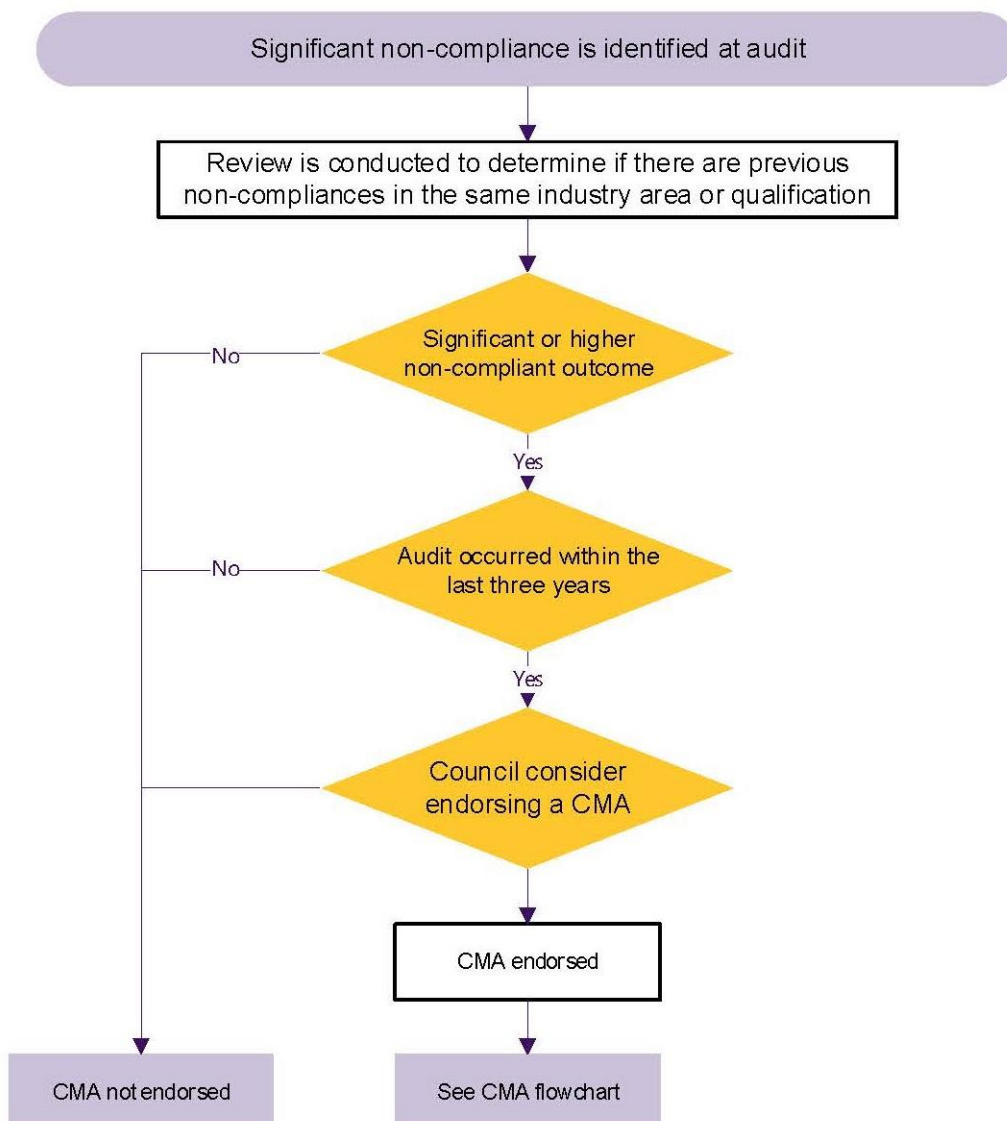 Significant non-compliance is identified at audit
Review is conducted to determine if there are previous
non-compliances in the same industry area or qualification
Significant or higher
non-compliant outcome
No
Yes
Audit occurred within the
last three years
No
Yes
Council consider
endorsing a CMA
CMA endorsed
CMA not endorsed
See CMA flowchart